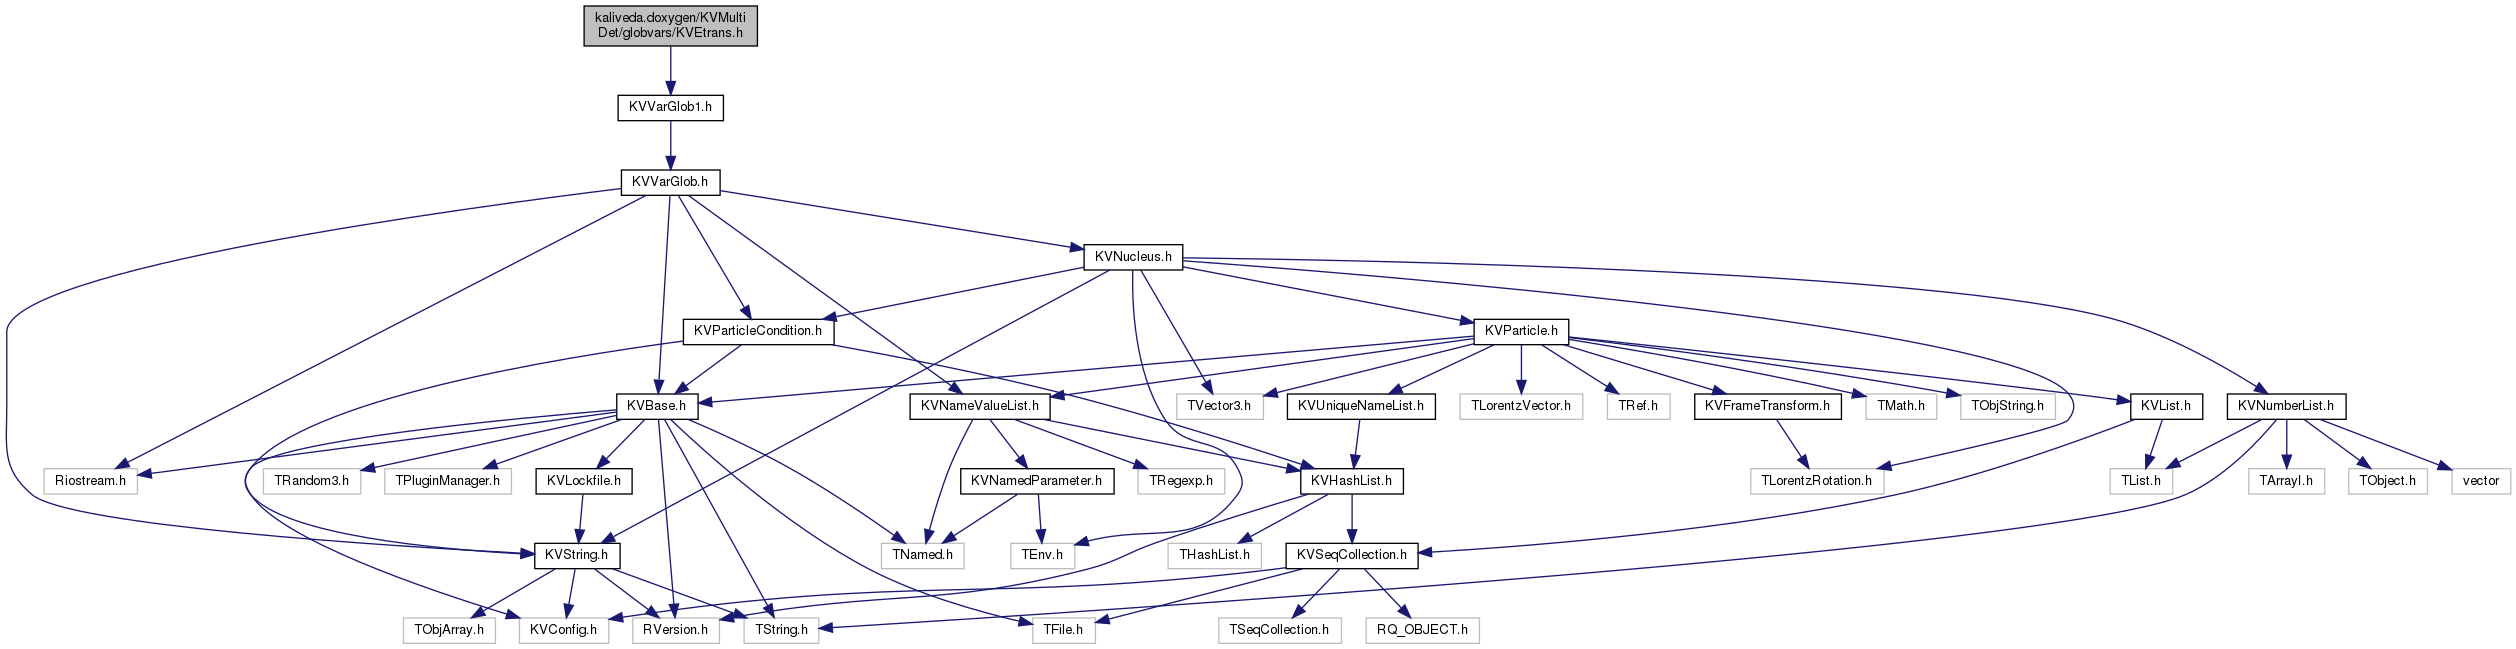 kaliveda.doxygen/KVMulti
Det/globvars/KVEtrans.h
KVVarGlob1.h
KVVarGlob.h
KVNucleus.h
KVParticleCondition.h
KVParticle.h
KVBase.h
KVNameValueList.h
TVector3.h
KVUniqueNameList.h
TLorentzVector.h
TRef.h
KVFrameTransform.h
TMath.h
TObjString.h
KVList.h
KVNumberList.h
Riostream.h
TRandom3.h
TPluginManager.h
KVLockfile.h
KVNamedParameter.h
TRegexp.h
KVHashList.h
TLorentzRotation.h
TList.h
TArrayI.h
TObject.h
vector
KVString.h
TNamed.h
TEnv.h
THashList.h
KVSeqCollection.h
TObjArray.h
KVConfig.h
RVersion.h
TString.h
TFile.h
TSeqCollection.h
RQ_OBJECT.h